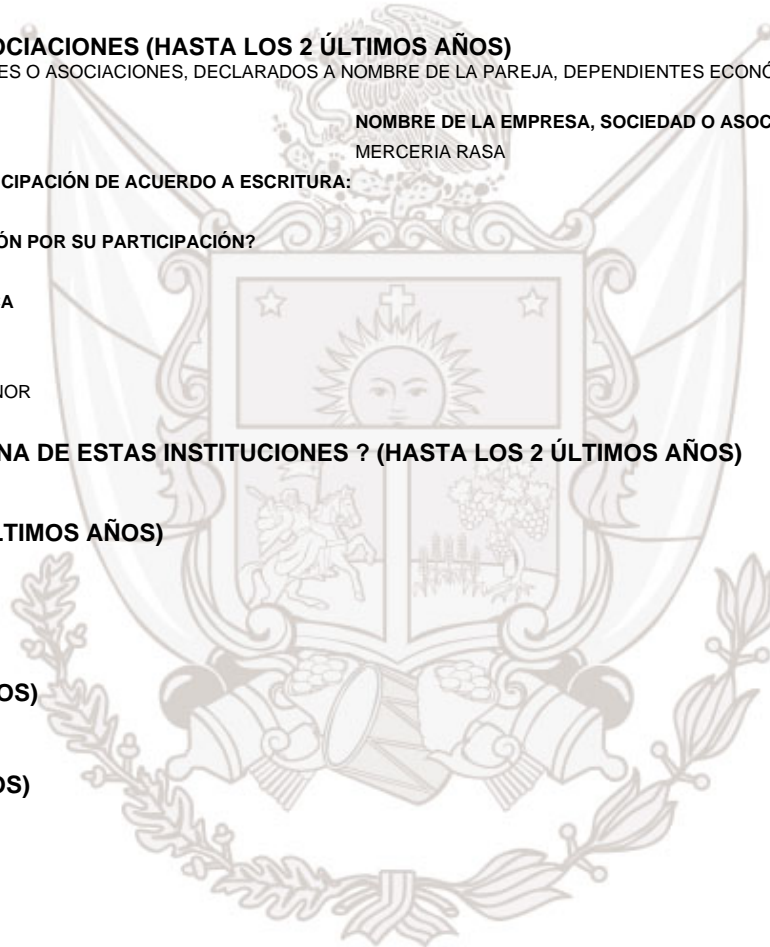 OCIACIONES (HASTA LOS 2 ÚLTIMOS AÑOS)
ES O ASOCIACIONES, DECLARADOS A NOMBRE DE LA PAREJA, DEPENDIENTES ECONÓ
NOMBRE DE LA EMPRESA, SOCIEDAD O ASOC
MERCERIA RASA
CIPACIÓN DE ACUERDO A ESCRITURA:
ÓN POR SU PARTICIPACIÓN?
A
NOR
NA DE ESTAS INSTITUCIONES ? (HASTA LOS 2 ÚLTIMOS AÑOS)
LTIMOS AÑOS)
OS)
OS)